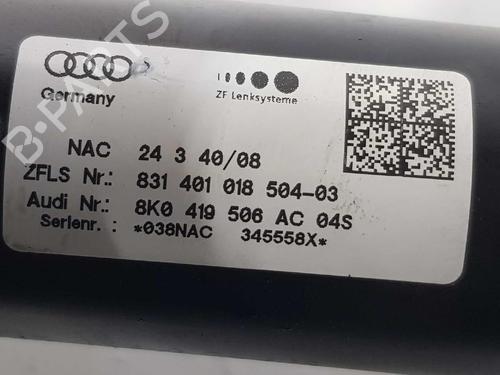 Germany
ZF Lenksysteme
NAC 24 3 40/08
ZFLS Nr.: 831 401 018 504-03
Audi Nr.: 8K0 419 506 AC 04S
Serlenr.: *038NAC 345558X*
B-PARTS